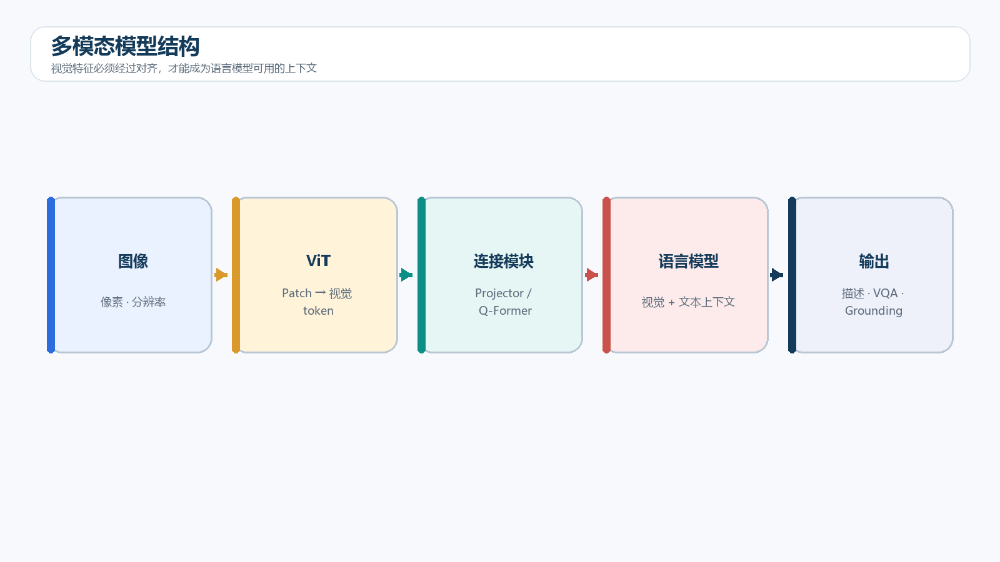 多模态模型结构
视觉特征必须经过对齐，才能成为语言模型可用的上下文
图像
像素 · 分辨率
ViT
Patch → 视觉
token
连接模块
Projector /
Q-Former
语言模型
视觉 + 文本上下文
输出
描述 · VQA ·
Grounding